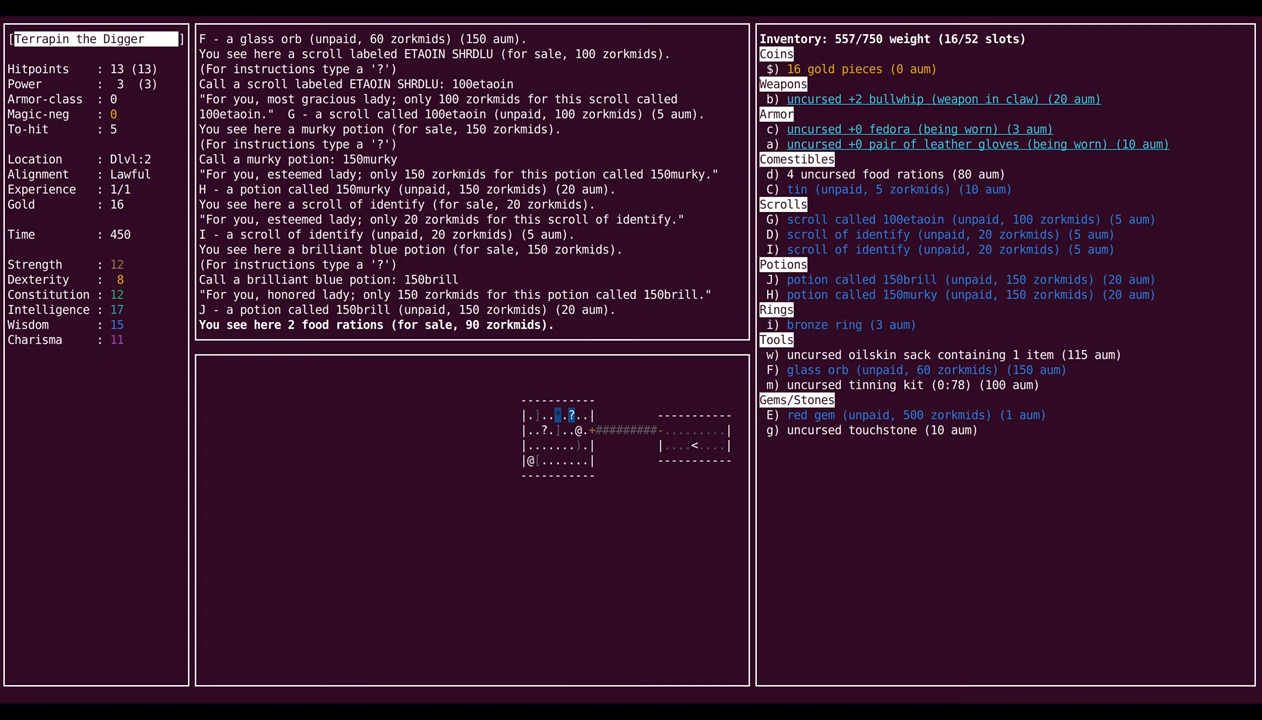 [Terrapin the Digger ]
Hitpoints : 13 (13)
Power : 3 (3)
Armor-class : 0
Magic-neg : 0
To-hit : 5
Location : Dlvl:2
Alignment : Lawful
Experience : 1/1
Gold : 16
Time : 450
Strength : 12
Dexterity : 8
Constitution : 12
Intelligence : 17
Wisdom : 15
Charisma : 11
F - a glass orb (unpaid, 60 zorkmids) (150 aum).
You see here a scroll labeled ETAOIN SHRDLU (for sale, 100 zorkmids).
(For instructions type a '?')
Call a scroll labeled ETAOIN SHRDLU: 100etaoin
"For you, most gracious lady; only 100 zorkmids for this scroll called
100etaoin."  G - a scroll called 100etaoin (unpaid, 100 zorkmids) (5 aum).
You see here a murky potion (for sale, 150 zorkmids).
(For instructions type a '?')
Call a murky potion: 150murky
"For you, esteemed lady; only 150 zorkmids for this potion called 150murky."
H - a potion called 150murky (unpaid, 150 zorkmids) (20 aum).
You see here a scroll of identify (for sale, 20 zorkmids).
"For you, esteemed lady; only 20 zorkmids for this scroll of identify."
I - a scroll of identify (unpaid, 20 zorkmids) (5 aum).
You see here a brilliant blue potion (for sale, 150 zorkmids).
(For instructions type a '?')
Call a brilliant blue potion: 150brill
"For you, honored lady; only 150 zorkmids for this potion called 150brill."
J - a potion called 150brill (unpaid, 150 zorkmids) (20 aum).
You see here 2 food rations (for sale, 90 zorkmids).
----------
|.]..*.?..|         -----------
|..?.]..@.+#########-.........|
|.......).|         |....<....|
|@[.......|         -----------
----------
Inventory: 557/750 weight (16/52 slots)
Coins
$) 16 gold pieces (0 aum)
Weapons
b) uncursed +2 bullwhip (weapon in claw) (20 aum)
Armor
c) uncursed +0 fedora (being worn) (3 aum)
a) uncursed +0 pair of leather gloves (being worn) (10 aum)
Comestibles
d) 4 uncursed food rations (80 aum)
C) tin (unpaid, 5 zorkmids) (10 aum)
Scrolls
G) scroll called 100etaoin (unpaid, 100 zorkmids) (5 aum)
D) scroll of identify (unpaid, 20 zorkmids) (5 aum)
I) scroll of identify (unpaid, 20 zorkmids) (5 aum)
Potions
J) potion called 150brill (unpaid, 150 zorkmids) (20 aum)
H) potion called 150murky (unpaid, 150 zorkmids) (20 aum)
Rings
i) bronze ring (3 aum)
Tools
w) uncursed oilskin sack containing 1 item (115 aum)
F) glass orb (unpaid, 60 zorkmids) (150 aum)
m) uncursed tinning kit (0:78) (100 aum)
Gems/Stones
E) red gem (unpaid, 500 zorkmids) (1 aum)
g) uncursed touchstone (10 aum)